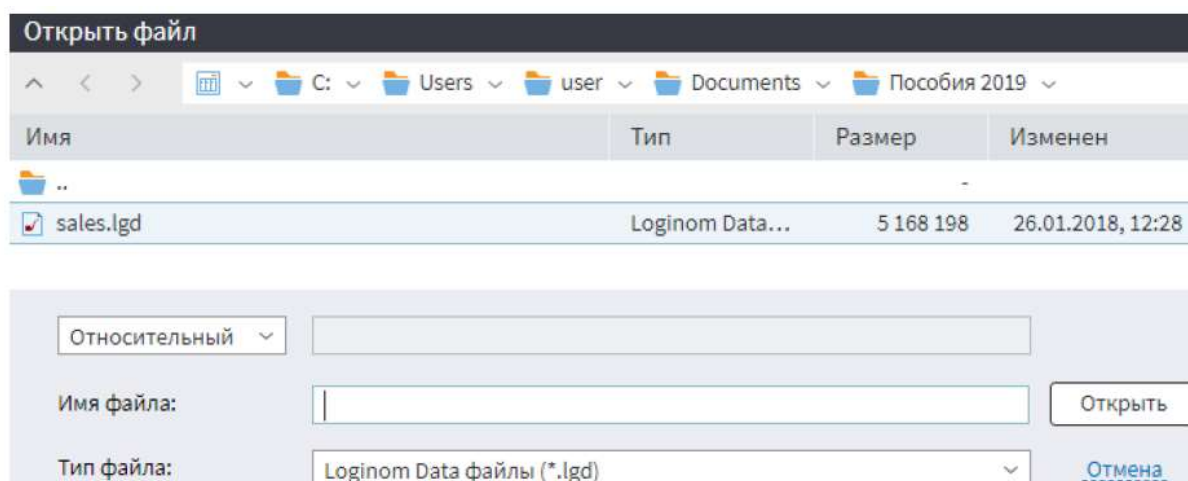 Открыть файл
C: Users user Documents Пособия 2019
Имя Тип Размер Изменен
.. -
sales.lgd Loginom Data... 5 168 198 26.01.2018, 12:28
Относительный
Имя файла: Открыть
Тип файла: Loginom Data файлы (*.lgd) Отмена